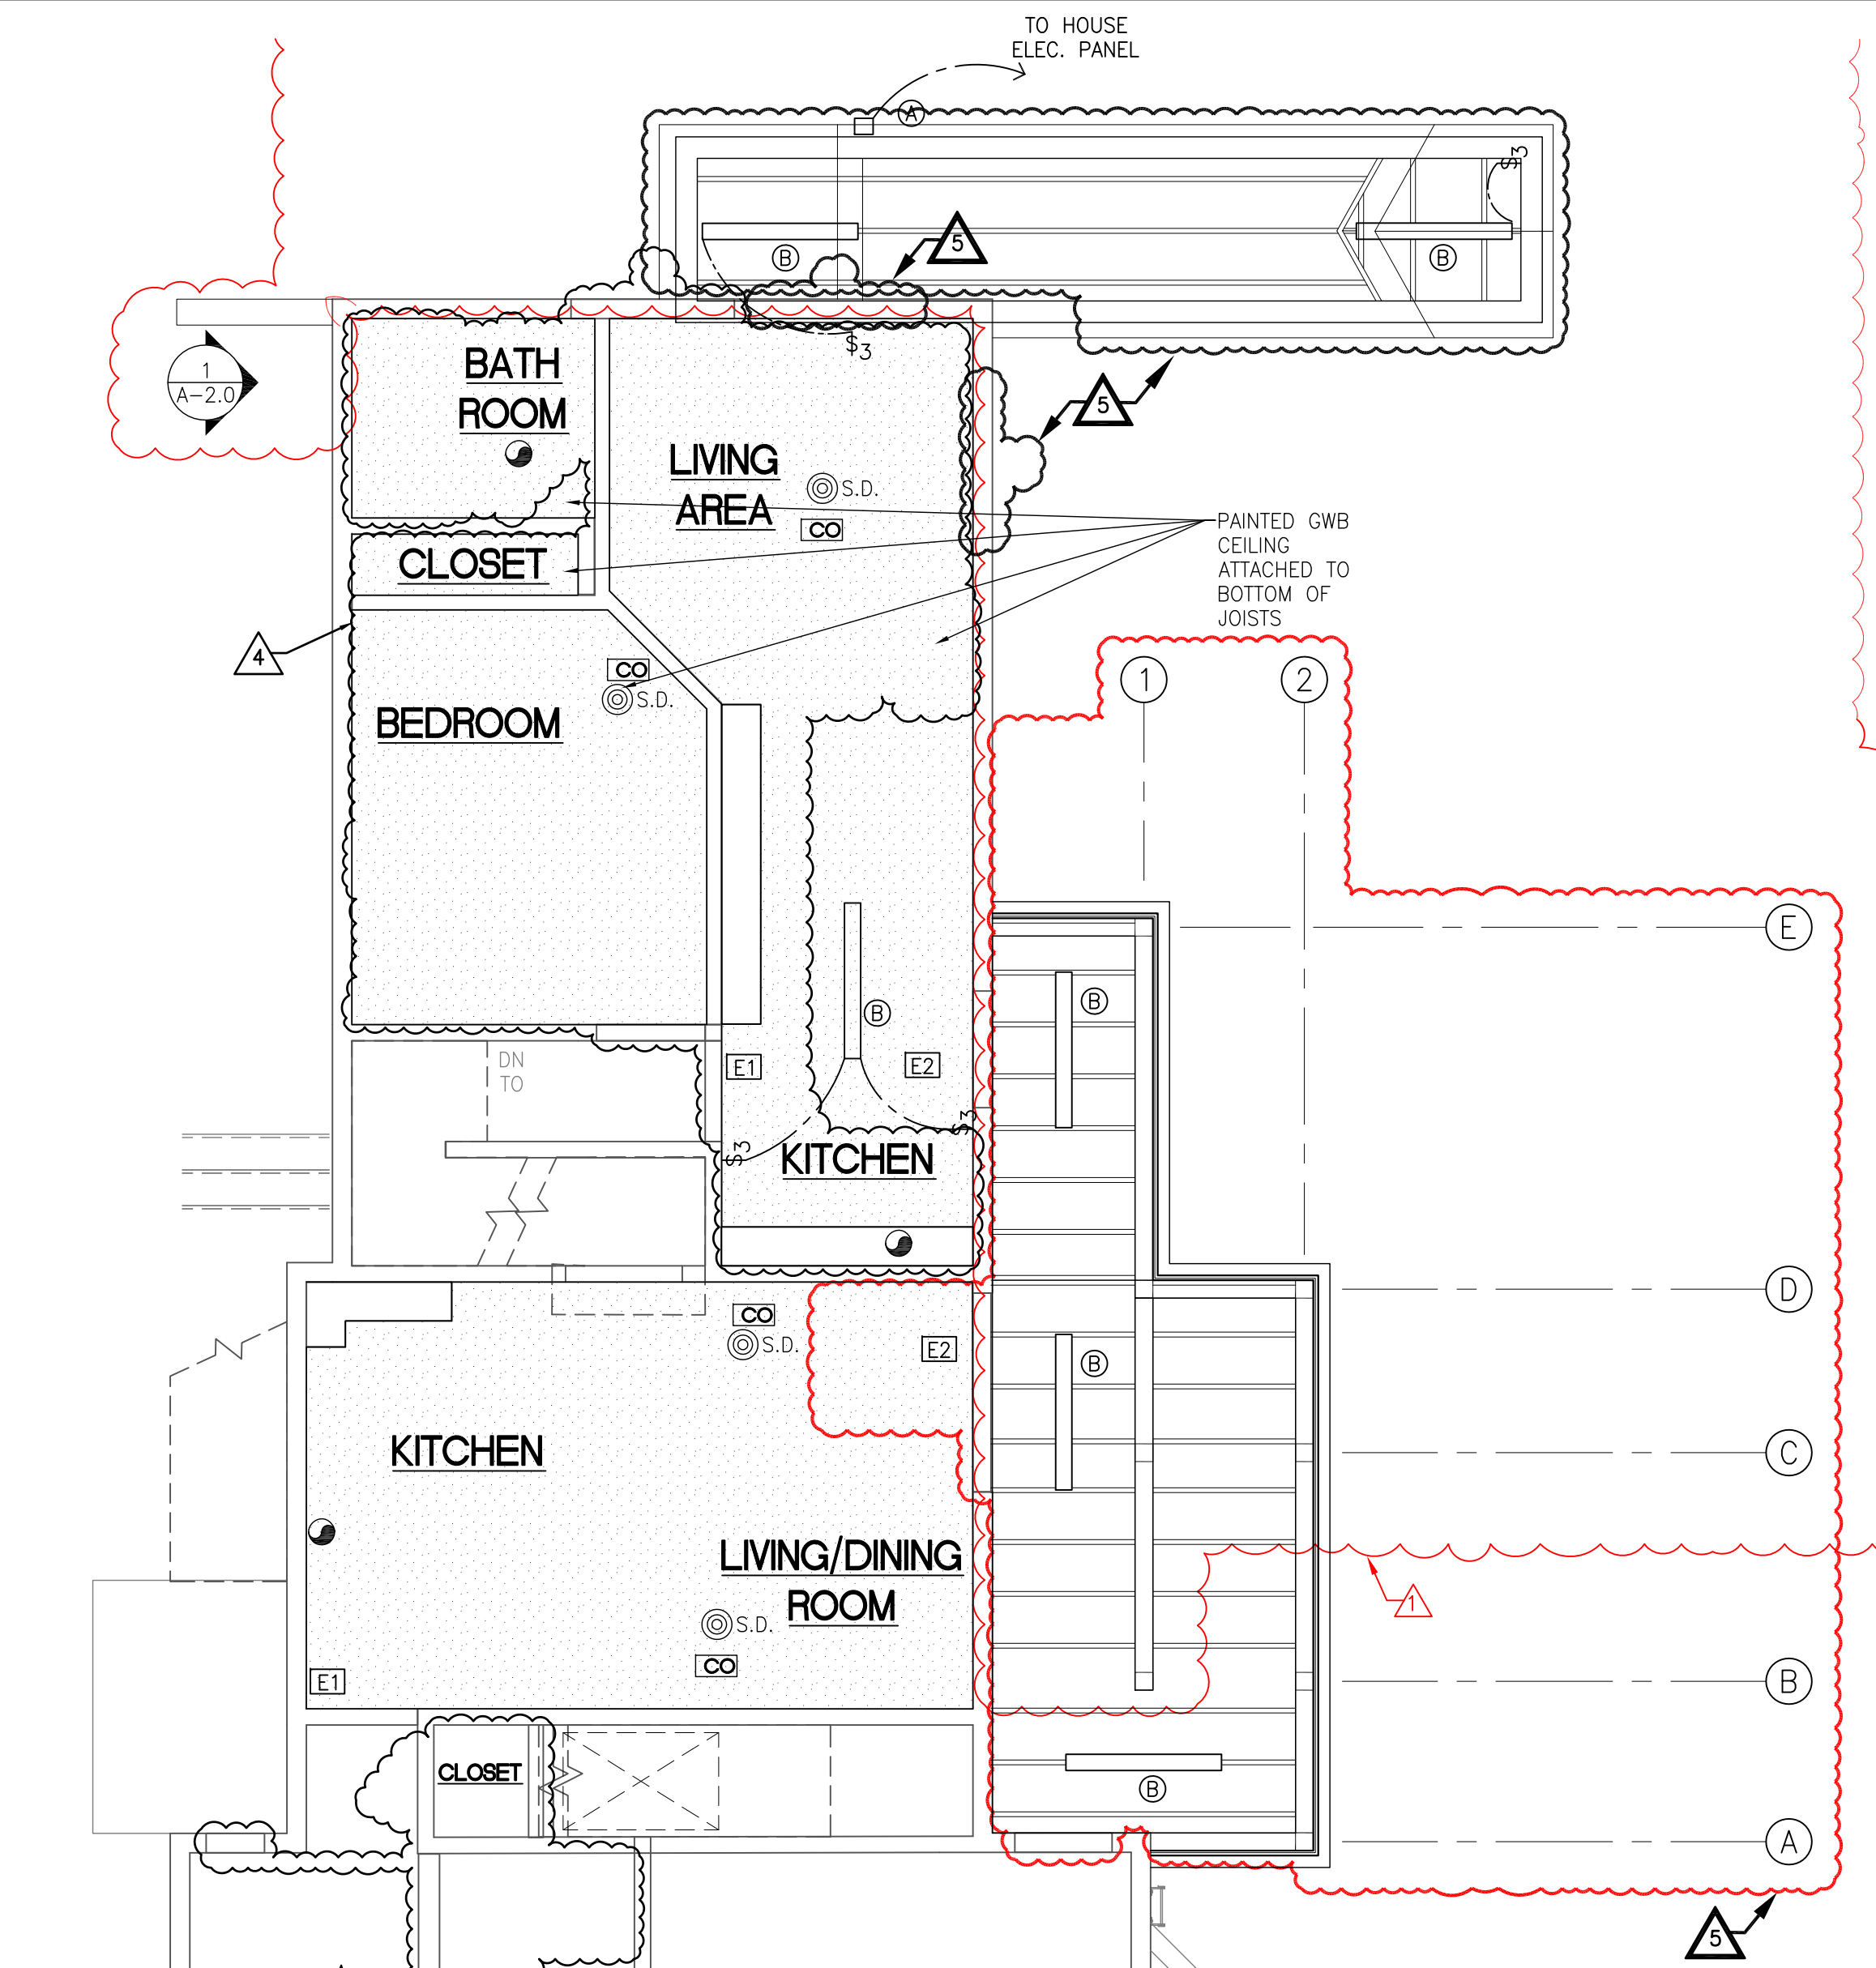 TO HOUSE
ELEC. PANEL
A
$3
5
B
B
1
A-2.0
$3
BATH
ROOM
5
LIVING
AREA
S.D.
CO
PAINTED GWB
CEILING
ATTACHED TO
BOTTOM OF
JOISTS
CLOSET
4
CO
S.D.
1
2
BEDROOM
E
B
B
DN
TO
E1
E2
$3
$3
KITCHEN
D
CO
S.D.
E2
B
KITCHEN
C
LIVING/DINING
ROOM
1
S.D.
CO
E1
B
CLOSET
B
A
5